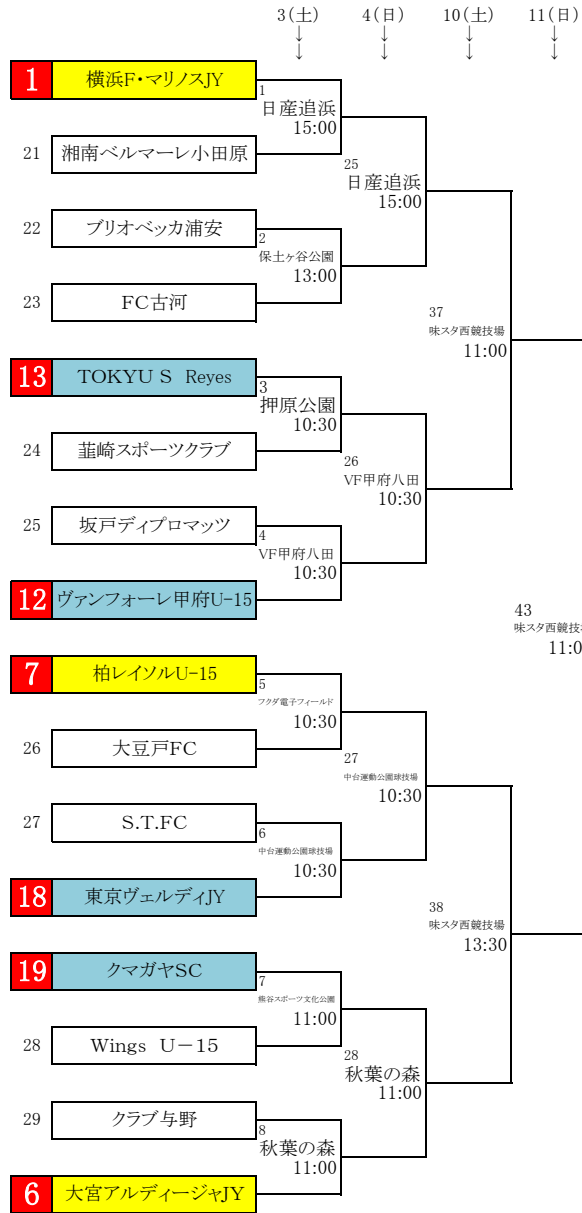 3(土) 4(日) 10(土) 11(日)
↓ ↓ ↓ ↓
↓ ↓ ↓ ↓
1 横浜F・マリノスJY
1
日産追浜
15:00
21 湘南ベルマーレ小田原
25
日産追浜
15:00
22 ブリオベッカ浦安
2
保土ヶ谷公園
13:00
23 FC古河
37
味スタ西競技場
11:00
13 TOKYU S Reyes
3
押原公園
10:30
24 韮崎スポーツクラブ
26
VF甲府八田
10:30
25 坂戸ディプロマッツ
4
VF甲府八田
10:30
12 ヴァンフォーレ甲府U-15
43
味スタ西競技
11:0
7 柏レイソルU-15
5
フクダ電子フィールド
10:30
26 大豆戸FC
27
中台運動公園球技場
10:30
27 S.T.FC
6
中台運動公園球技場
10:30
18 東京ヴェルディJY
38
味スタ西競技場
13:30
19 クマガヤSC
7
熊谷スポーツ文化公園
11:00
28 Wings U-15
28
秋葉の森
11:00
29 クラブ与野
8
秋葉の森
11:00
6 大宮アルディージャJY